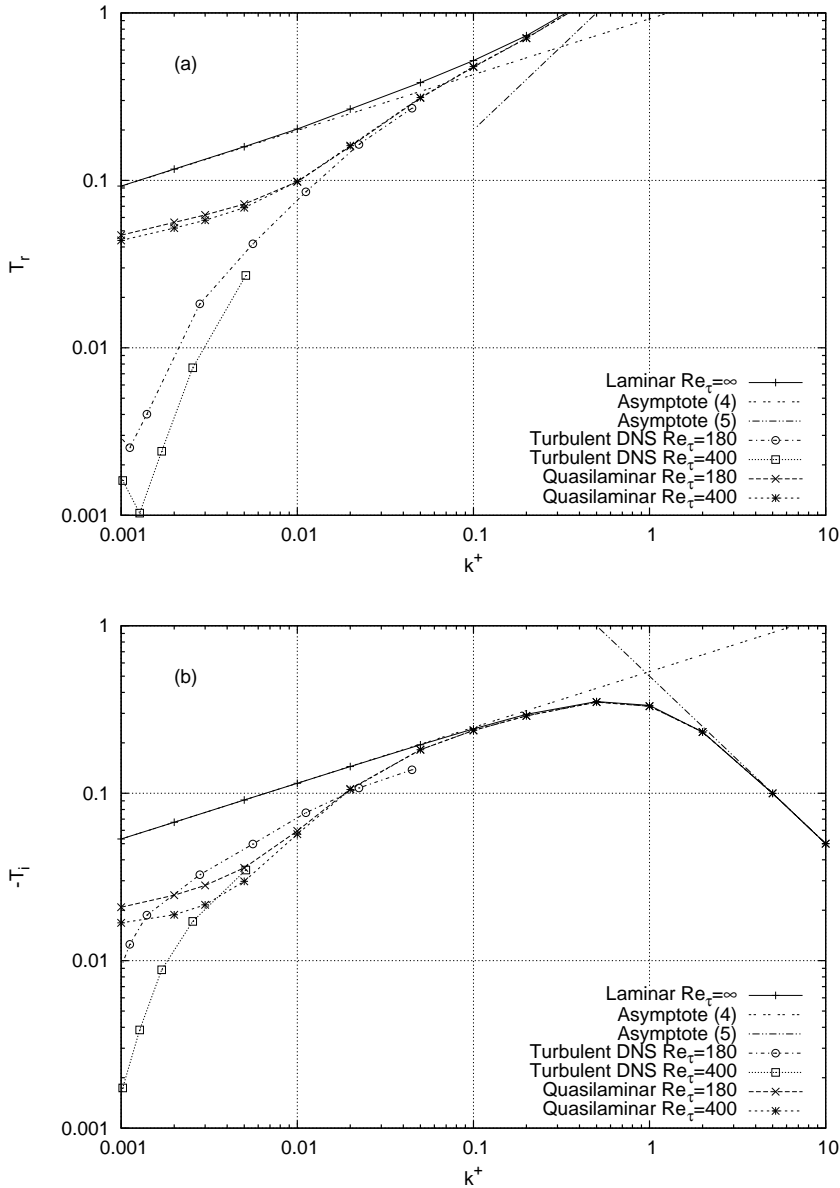 1
(a)
0.1
T_r
0.01
Laminar Re_τ=∞
Asymptote (4)
Asymptote (5)
Turbulent DNS Re_τ=180
Turbulent DNS Re_τ=400
Quasilaminar Re_τ=180
Quasilaminar Re_τ=400
0.001
0.001 0.01 0.1 1 10
k^+
1
(b)
0.1
-T_i
0.01
Laminar Re_τ=∞
Asymptote (4)
Asymptote (5)
Turbulent DNS Re_τ=180
Turbulent DNS Re_τ=400
Quasilaminar Re_τ=180
Quasilaminar Re_τ=400
0.001
0.001 0.01 0.1 1 10
k^+